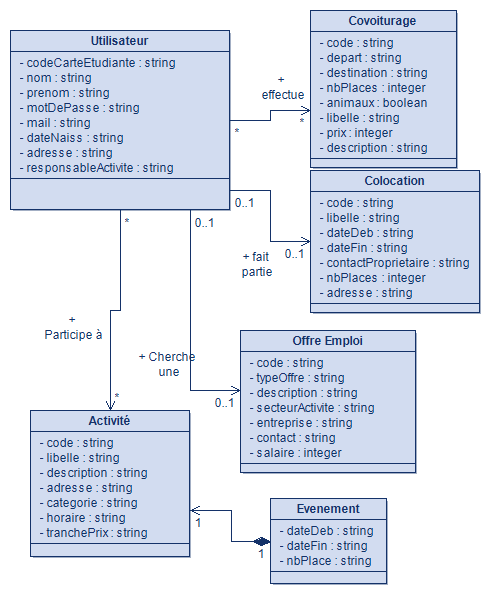 Utilisateur
- codeCarteEtudiante : string
- nom : string
- prenom : string
- motDePasse : string
- mail : string
- dateNaiss : string
- adresse : string
- responsableActivite : string
Covoiturage
- code : string
- depart : string
- destination : string
- nbPlaces : integer
- animaux : boolean
- libelle : string
- prix : integer
- description : string
+
effectue
*
*
Colocation
- code : string
- libelle : string
- dateDeb : string
- dateFin : string
- contactProprietaire : string
- nbPlaces : integer
- adresse : string
0..1
+ fait
partie
0..1
*
+
Participe à
*
0..1
+ Cherche
une
0..1
Offre Emploi
- code : string
- typeOffre : string
- description : string
- secteurActivite : string
- entreprise : string
- contact : string
- salaire : integer
Activité
- code : string
- libelle : string
- description : string
- adresse : string
- categorie : string
- horaire : string
- tranchePrix : string
1
1
Evenement
- dateDeb : string
- dateFin : string
- nbPlace : string